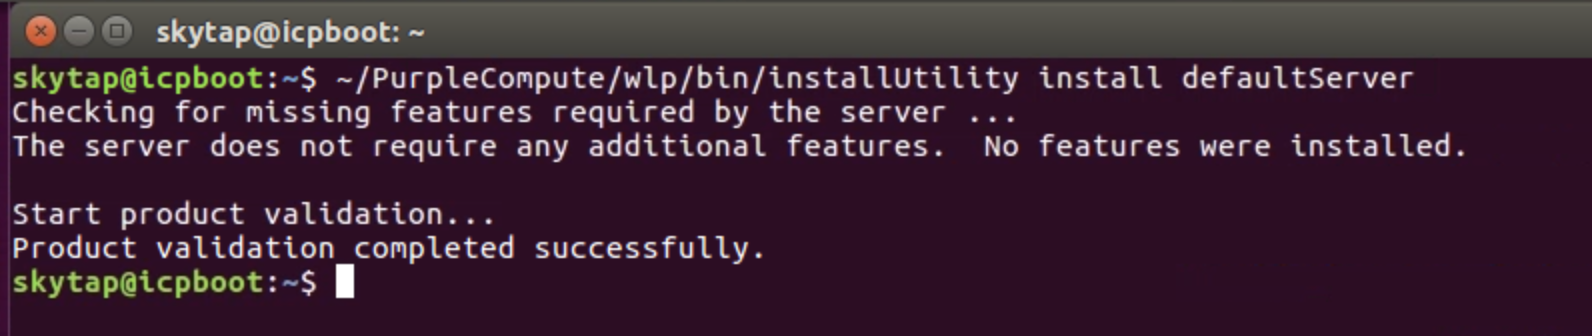 skytap@icpboot: ~
skytap@icpboot:~$ ~/PurpleCompute/wlp/bin/installUtility install defaultServer
Checking for missing features required by the server ...
The server does not require any additional features.  No features were installed.
Start product validation...
Product validation completed successfully.
skytap@icpboot:~$